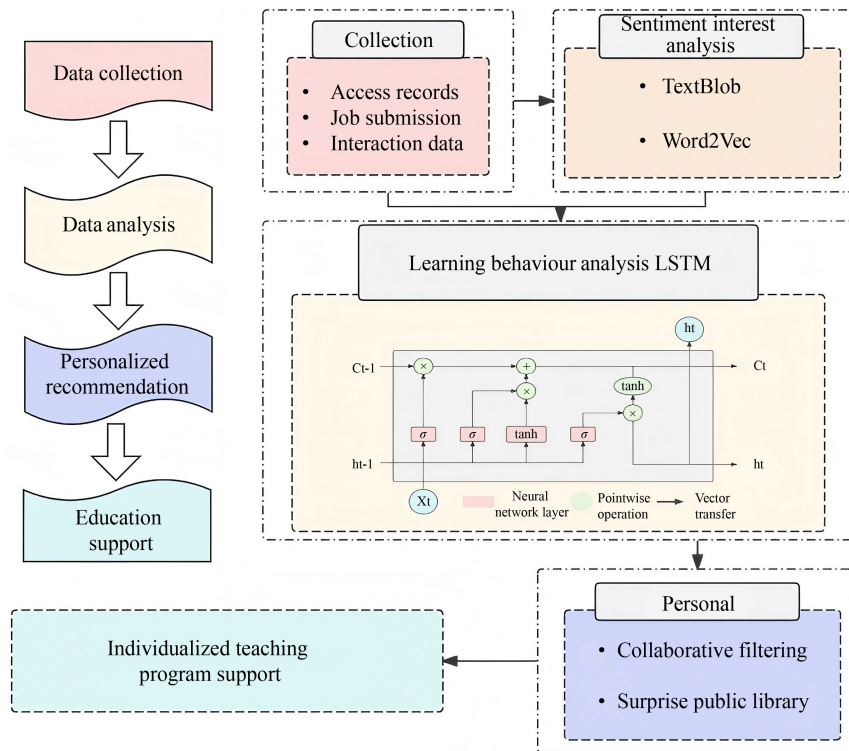 Data collection
Data analysis
Personalized
recommendation
Education
support
Collection
• Access records
• Job submission
• Interaction data
Sentiment interest
analysis
• TextBlob
• Word2Vec
Learning behaviour analysis LSTM
ht
Ct-1
×
+
Ct
×
tanh
×
σ
σ
tanh
σ
ht-1
ht
Xt
Neural
network layer
Pointwise
operation
Vector
transfer
Personal
• Collaborative filtering
• Surprise public library
Individualized teaching
program support